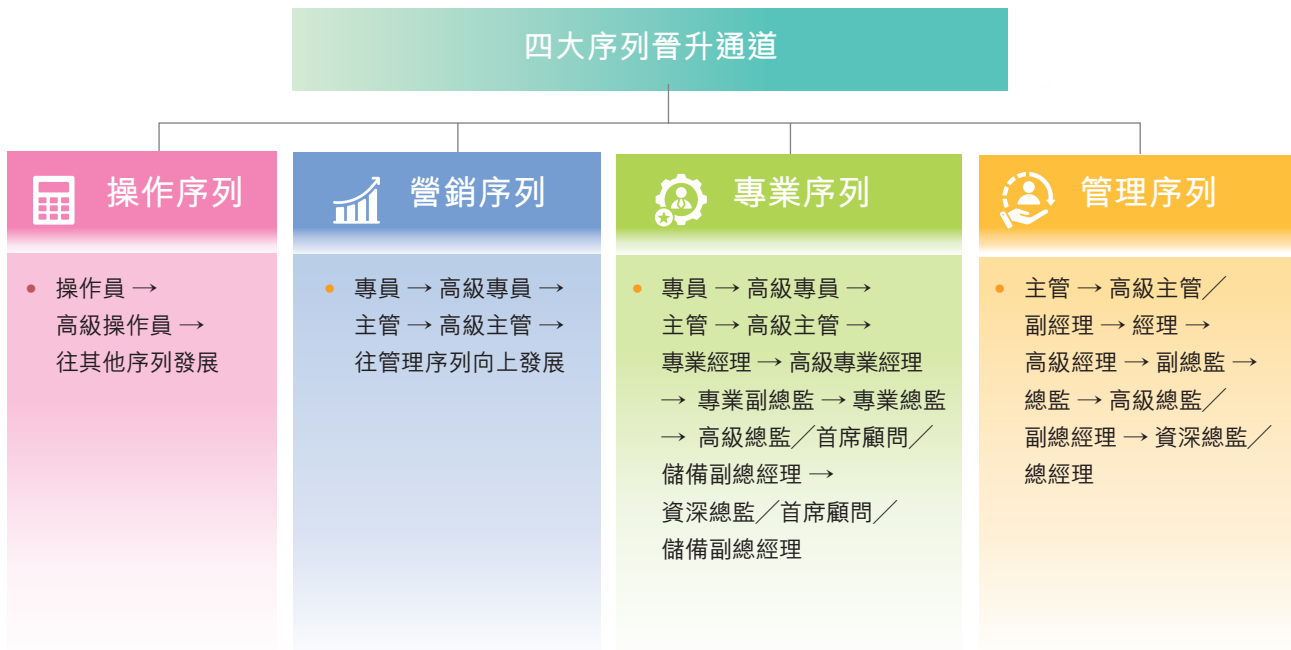 四大序列晉升通道
操作序列
操作員 →
高級操作員 →
往其他序列發展
營銷序列
專員 → 高級專員 →
主管 → 高級主管 →
往管理序列向上發展
專業序列
專員 → 高級專員 →
主管 → 高級主管 →
專業經理 → 高級專業經理
→ 專業副總監 → 專業總監
→ 高級總監╱首席顧問╱
儲備副總經理 →
資深總監╱首席顧問╱
儲備副總經理
管理序列
主管 → 高級主管╱
副經理 → 經理 →
高級經理 → 副總監 →
總監 → 高級總監╱
副總經理 → 資深總監╱
總經理